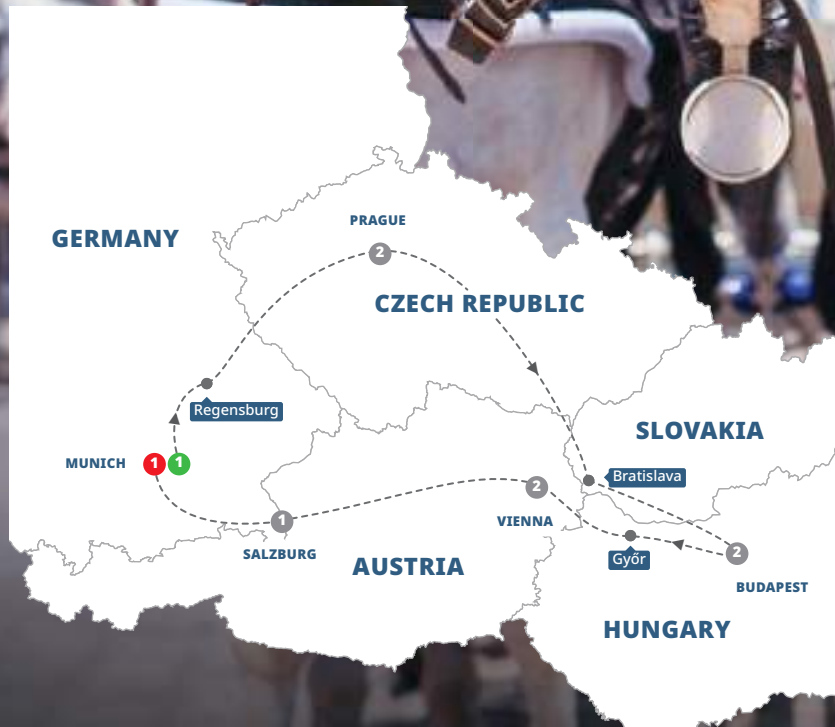 PRAGUE
2
GERMANY
CZECH REPUBLIC
Regensburg
SLOVAKIA
MUNICH 1 1
Bratislava
2
VIENNA
1
SALZBURG
Győr
2
AUSTRIA
BUDAPEST
HUNGARY